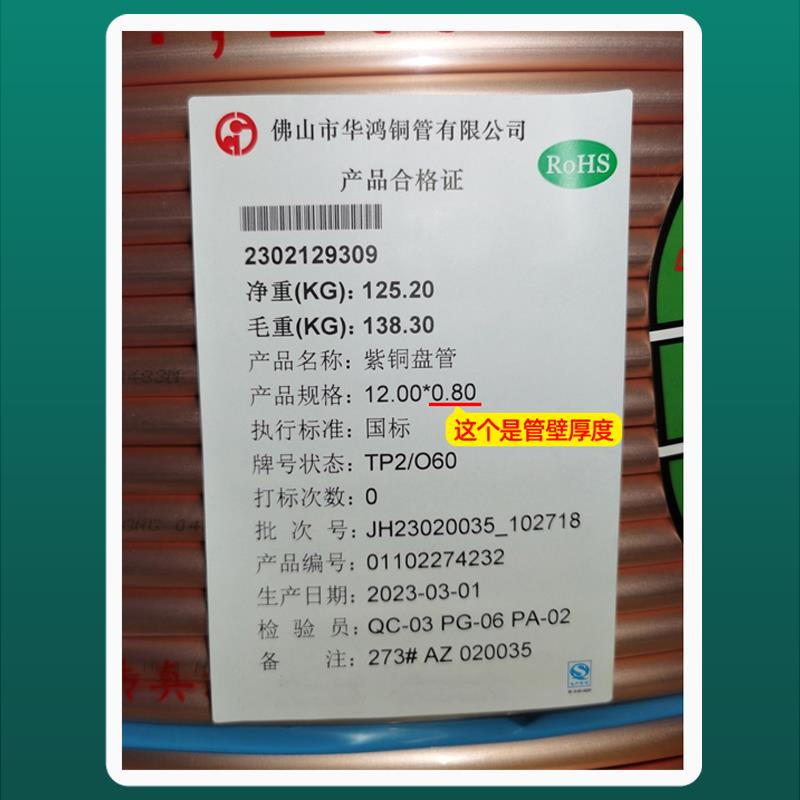 佛山市华鸿铜管有限公司
RoHS
产品合格证
2302129309
净重(KG): 125.20
毛重(KG): 138.30
产品名称: 紫铜盘管
产品规格: 12.00*0.80
这个是管壁厚度
执行标准: 国标
牌号状态: TP2/O60
打标次数: 0
批 次 号: JH23020035_102718
产品编号: 01102274232
生产日期: 2023-03-01
检 验 员: QC-03 PG-06 PA-02
备 注: 273# AZ 020035